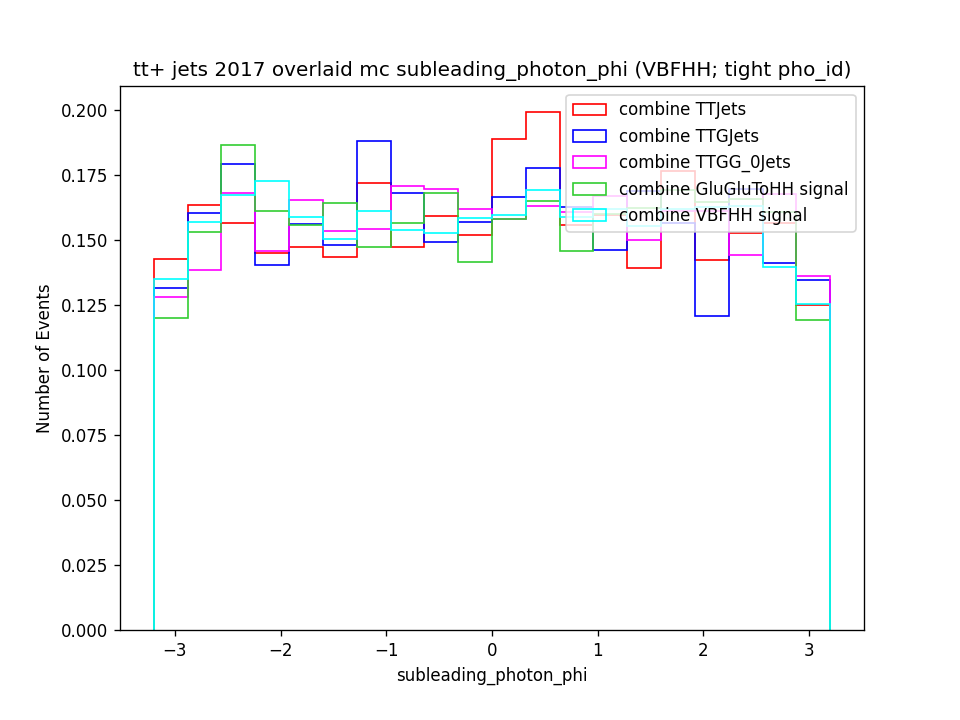 tt+ jets 2017 overlaid mc subleading_photon_phi (VBFHH; tight pho_id)
combine TTJets
combine TTGJets
combine TTGG_0Jets
combine GluGluToHH signal
combine VBFHH signal
0.200
0.175
0.150
0.125
0.100
0.075
0.050
0.025
0.000
Number of Events
−3 −2 −1 0 1 2 3
subleading_photon_phi